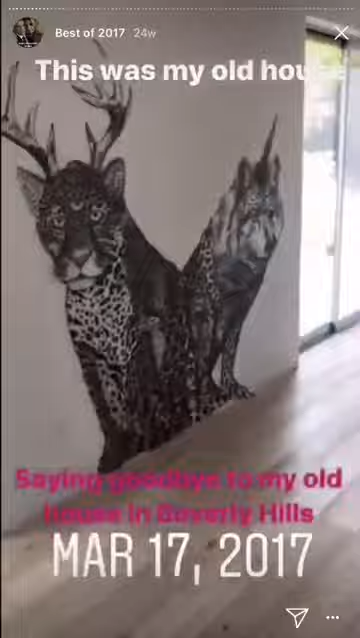 Best of 2017 24w
This was my old house
Saying goodbye to my old
house in Beverly Hills
MAR 17, 2017